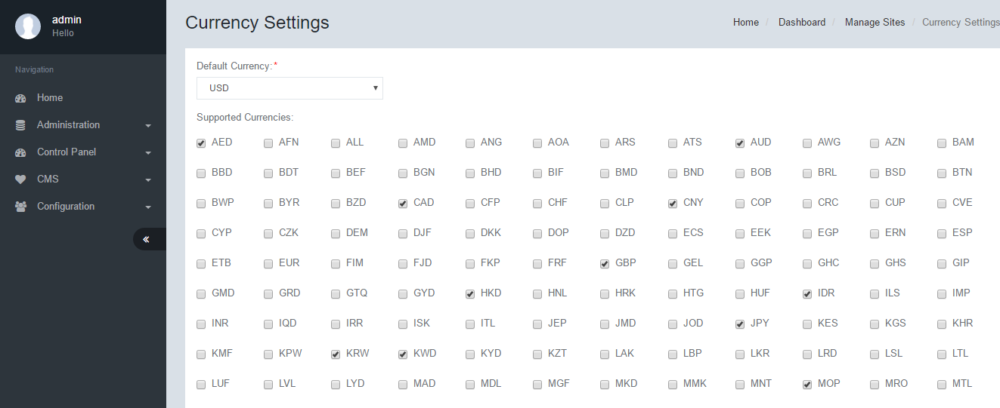 admin
Hello
Navigation
Home
Administration
Control Panel
CMS
Configuration
Currency Settings
Home / Dashboard / Manage Sites / Currency Settings
Default Currency:*
USD
Supported Currencies:
AED AFN ALL AMD ANG AOA ARS ATS AUD AWG AZN BAM
BBD BDT BEF BGN BHD BIF BMD BND BOB BRL BSD BTN
BWP BYR BZD CAD CFP CHF CLP CNY COP CRC CUP CVE
CYP CZK DEM DJF DKK DOP DZD ECS EEK EGP ERN ESP
ETB EUR FIM FJD FKP FRF GBP GEL GGP GHC GHS GIP
GMD GRD GTQ GYD HKD HNL HRK HTG HUF IDR ILS IMP
INR IQD IRR ISK ITL JEP JMD JOD JPY KES KGS KHR
KMF KPW KRW KWD KYD KZT LAK LBP LKR LRD LSL LTL
LUF LVL LYD MAD MDL MGF MKD MMK MNT MOP MRO MTL